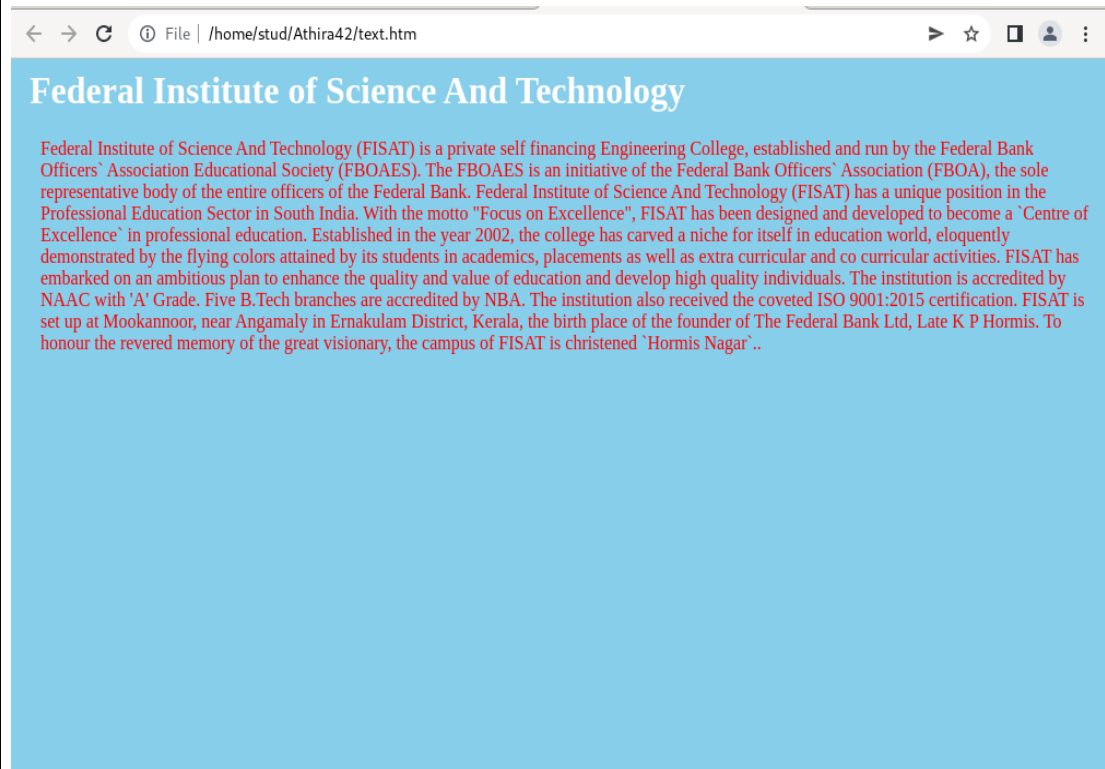 File | /home/stud/Athira42/text.htm
Federal Institute of Science And Technology
Federal Institute of Science And Technology (FISAT) is a private self financing Engineering College, established and run by the Federal Bank
Officers` Association Educational Society (FBOAES). The FBOAES is an initiative of the Federal Bank Officers` Association (FBOA), the sole
representative body of the entire officers of the Federal Bank. Federal Institute of Science And Technology (FISAT) has a unique position in the
Professional Education Sector in South India. With the motto "Focus on Excellence", FISAT has been designed and developed to become a `Centre of
Excellence` in professional education. Established in the year 2002, the college has carved a niche for itself in education world, eloquently
demonstrated by the flying colors attained by its students in academics, placements as well as extra curricular and co curricular activities. FISAT has
embarked on an ambitious plan to enhance the quality and value of education and develop high quality individuals. The institution is accredited by
NAAC with 'A' Grade. Five B.Tech branches are accredited by NBA. The institution also received the coveted ISO 9001:2015 certification. FISAT is
set up at Mookannoor, near Angamaly in Ernakulam District, Kerala, the birth place of the founder of The Federal Bank Ltd, Late K P Hormis. To
honour the revered memory of the great visionary, the campus of FISAT is christened `Hormis Nagar`..